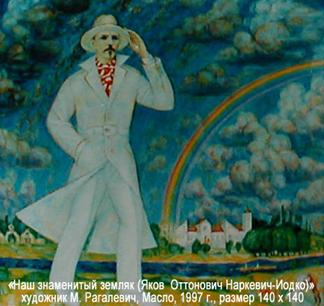 «Наш знаменитый земляк (Яков Оттонович Наркевич-Иодко)»
художник М. Рагалевич, Масло, 1997 г., размер 140 х 140